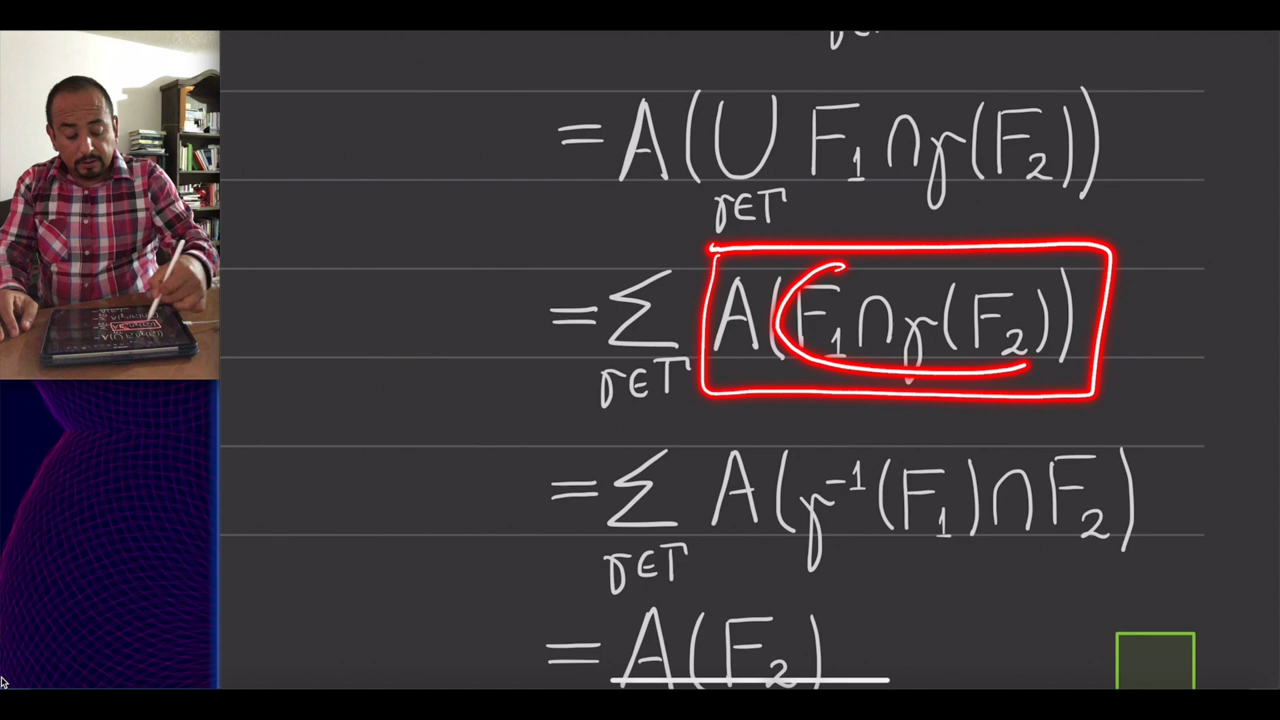 = A(⋃ F₁ ∩ γ(F₂))
γ∈Γ
= ∑ A(F₁ ∩ γ(F₂))
γ∈Γ
= ∑ A(γ⁻¹(F₁) ∩ F₂)
γ∈Γ
= A(F₂)